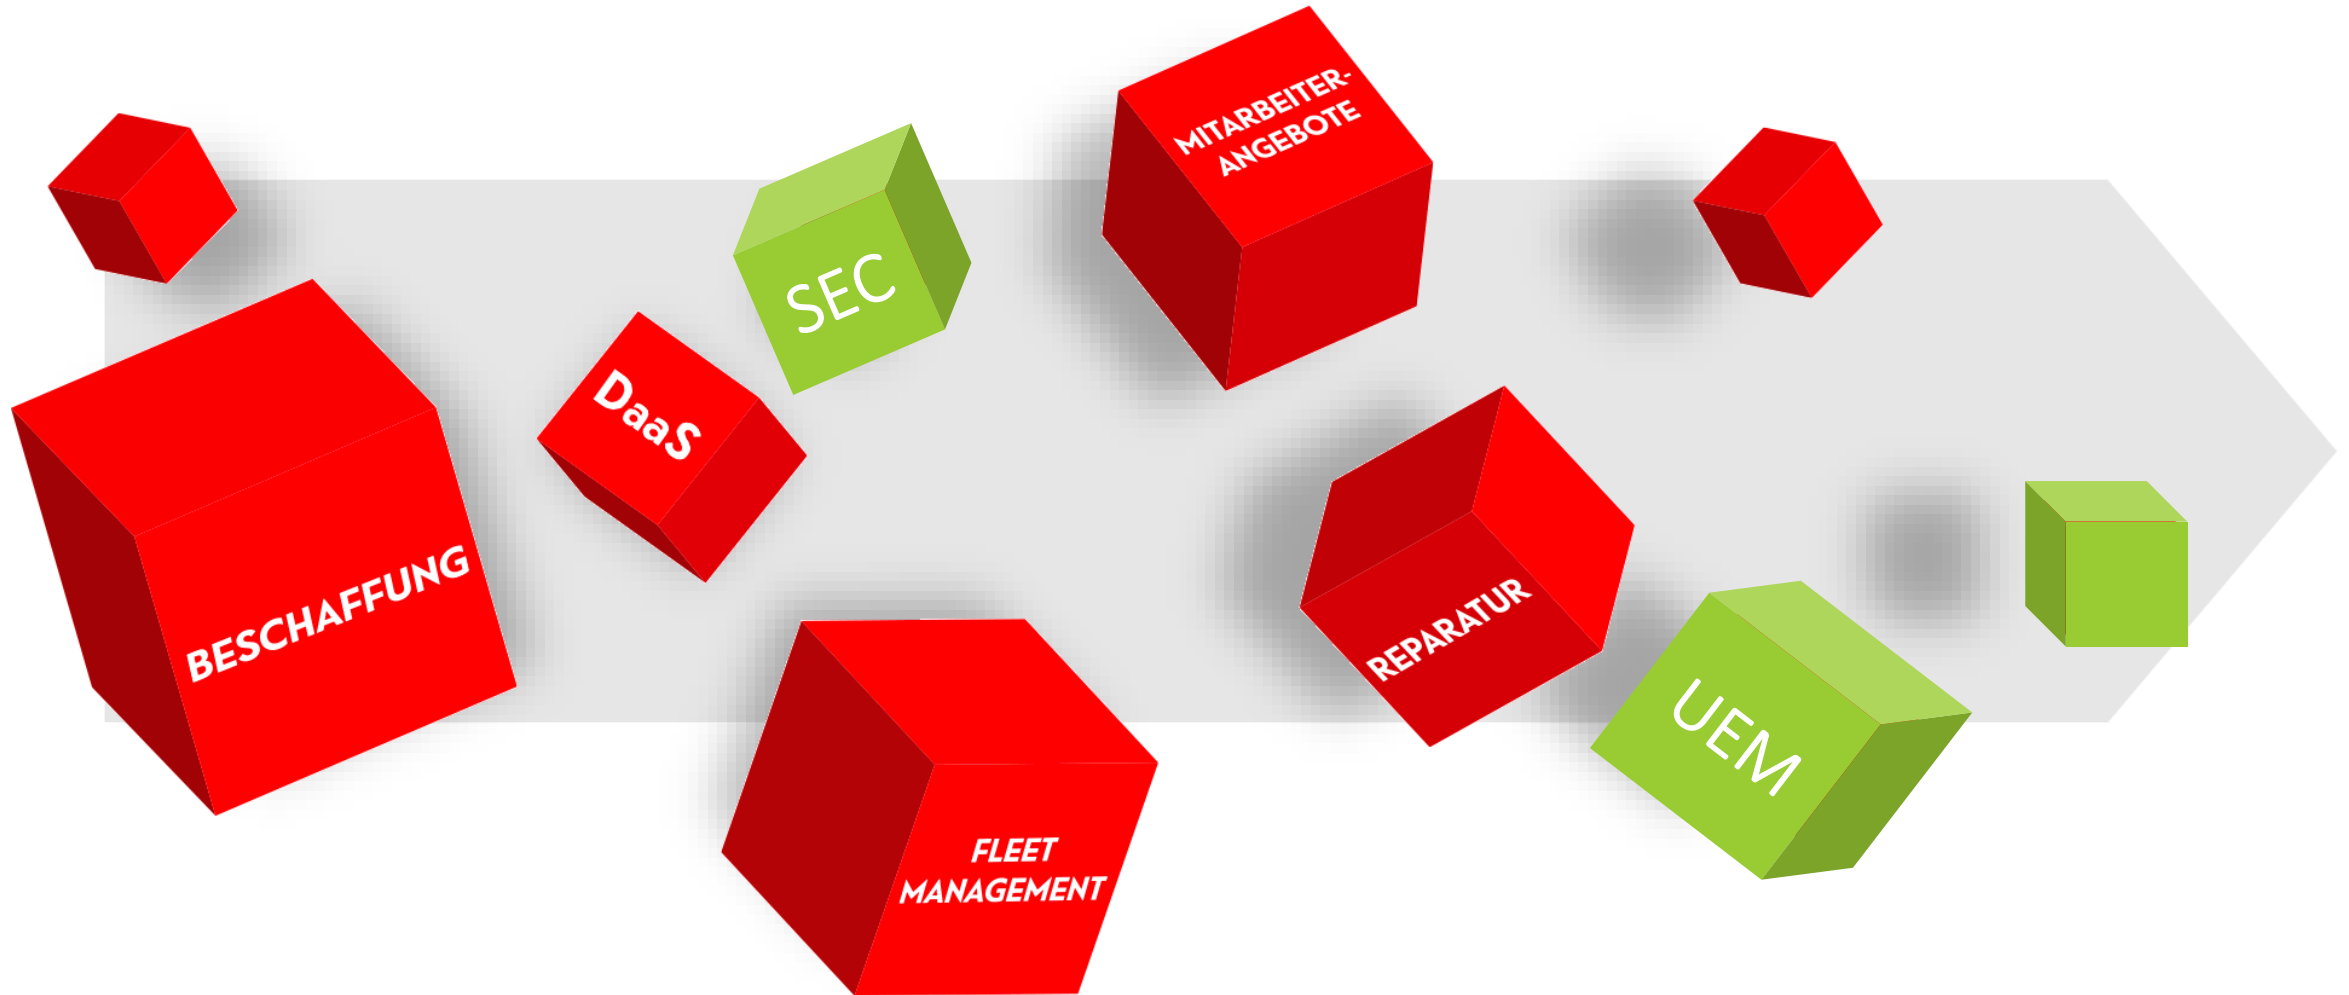 MITARBEITER-
ANGEBOTE
SEC
DaaS
BESCHAFFUNG
REPARATUR
UEM
FLEET
MANAGEMENT